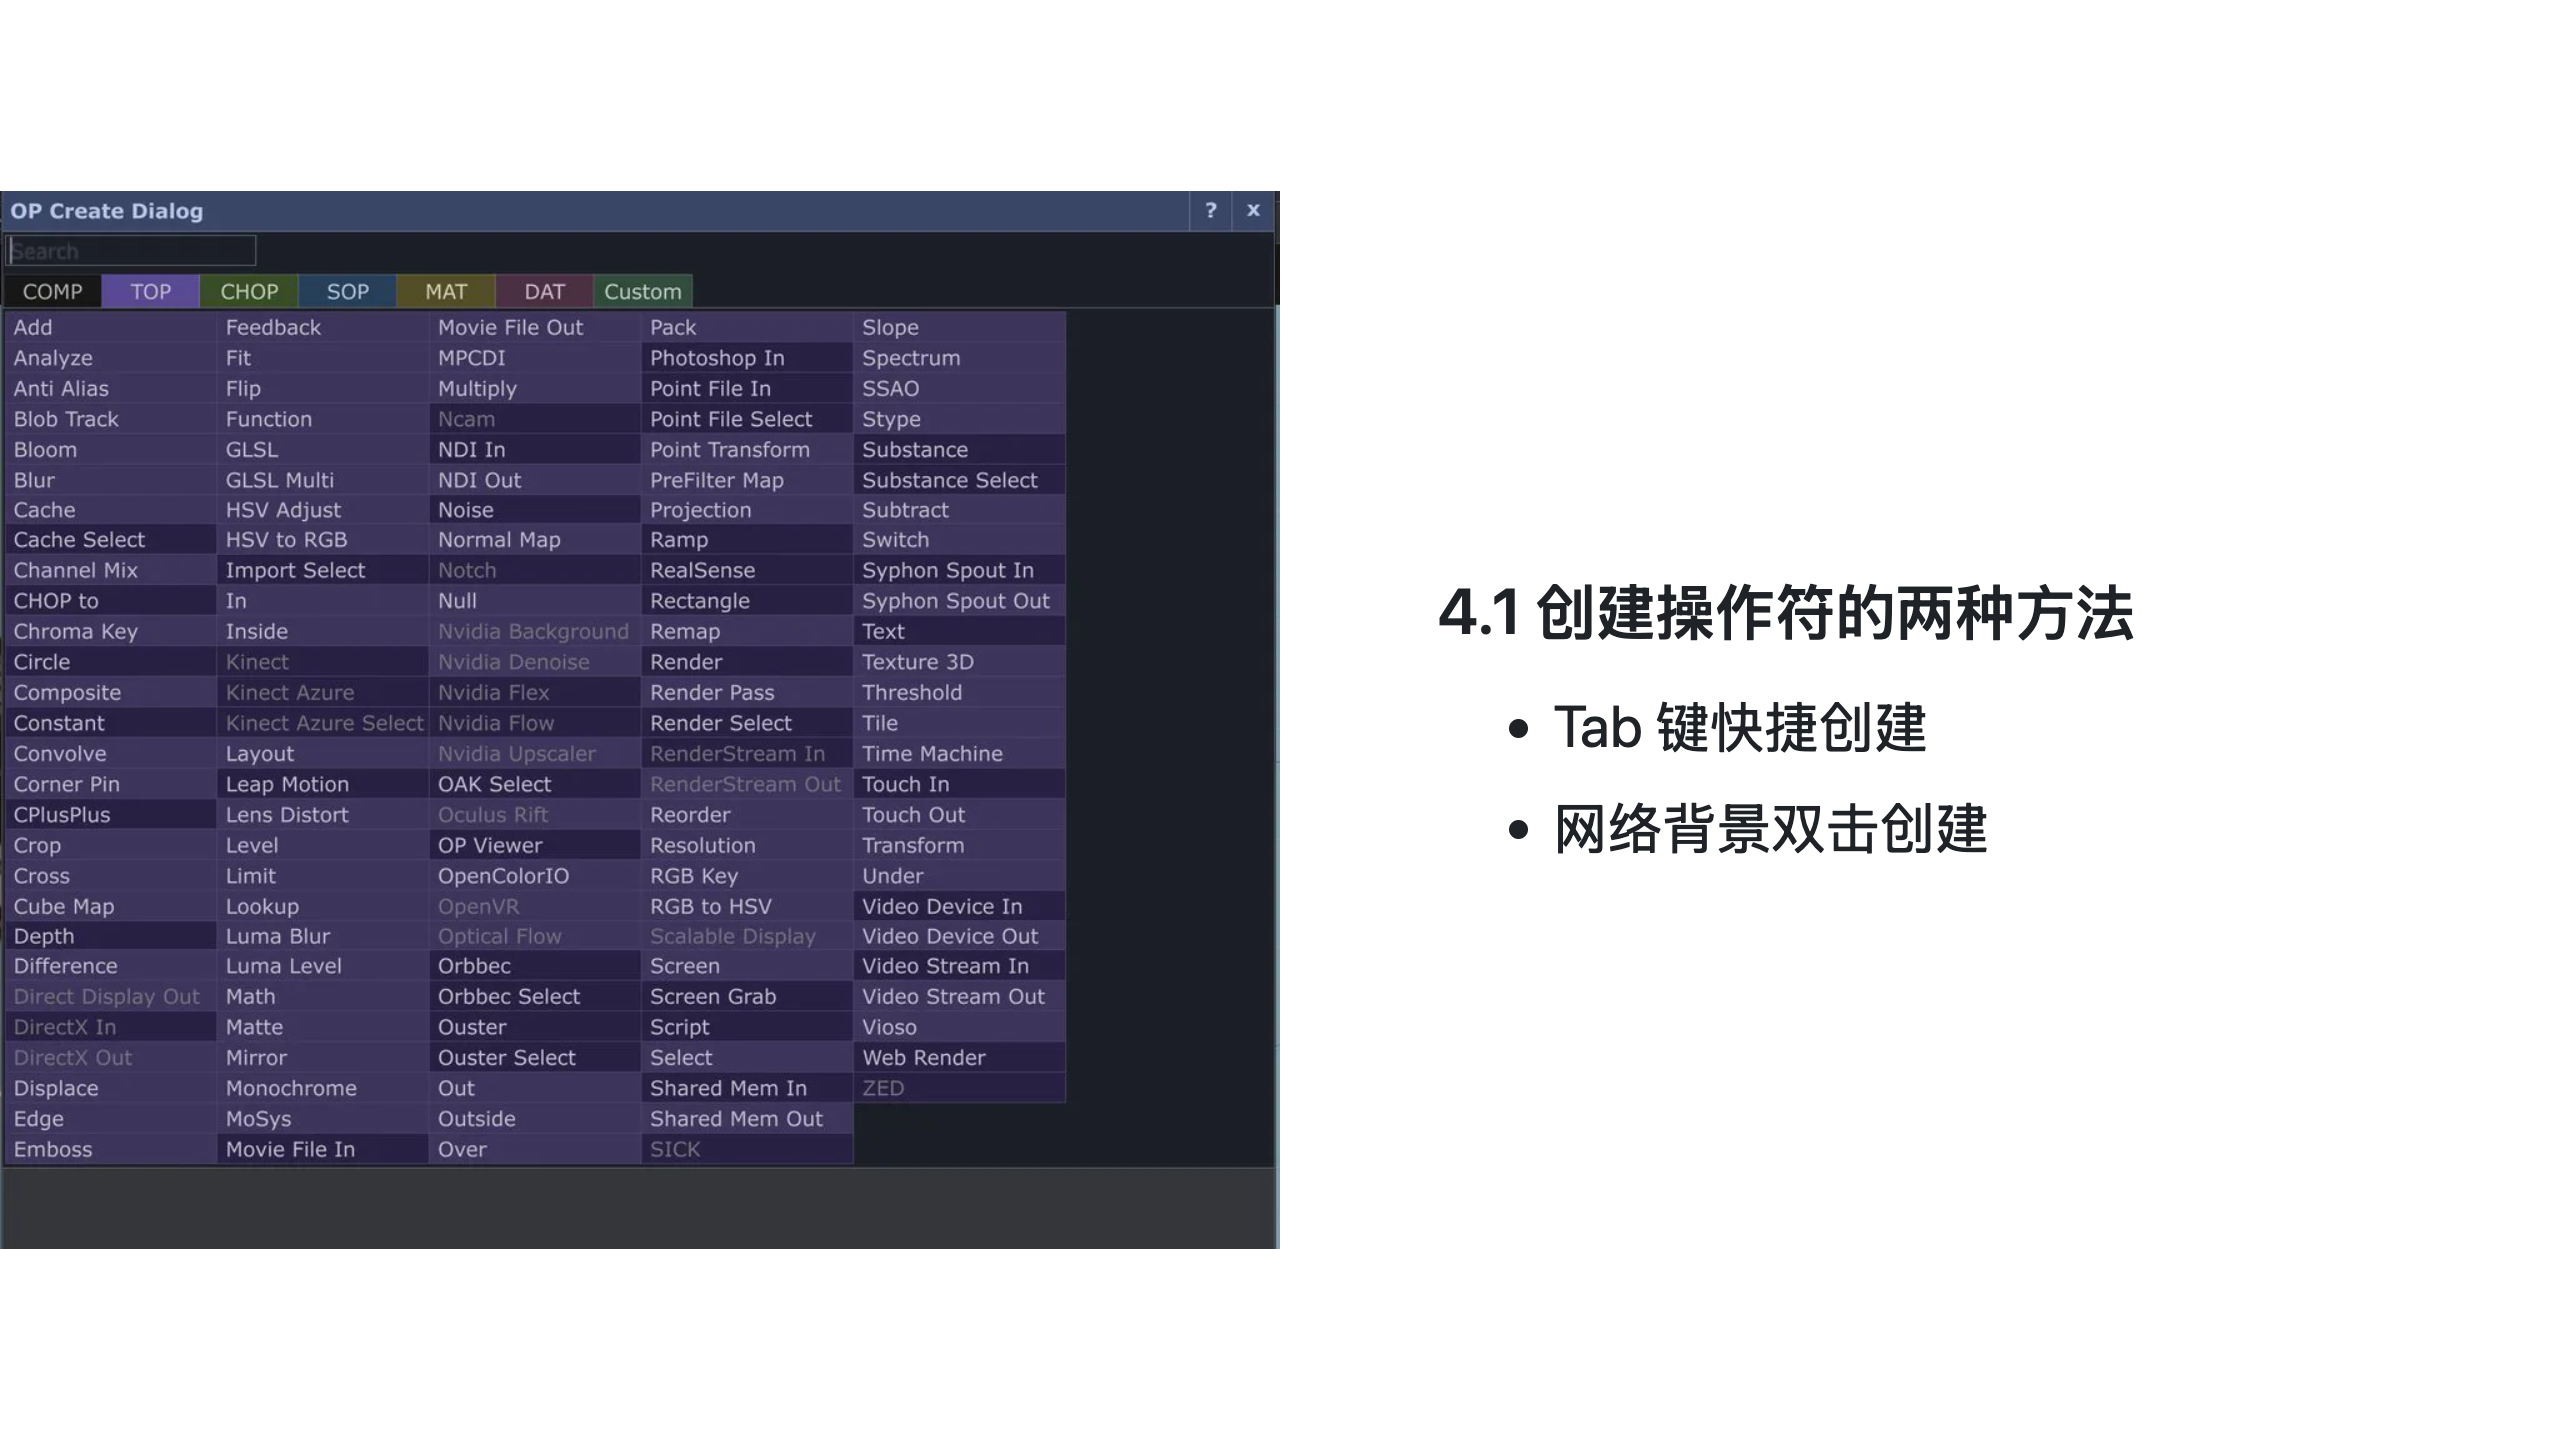 OP Create Dialog
? x
Search
COMP TOP CHOP SOP MAT DAT Custom
Add Feedback Movie File Out Pack Slope
Analyze Fit MPCDI Photoshop In Spectrum
Anti Alias Flip Multiply Point File In SSAO
Blob Track Function Ncam Point File Select Stype
Bloom GLSL NDI In Point Transform Substance
Blur GLSL Multi NDI Out PreFilter Map Substance Select
Cache HSV Adjust Noise Projection Subtract
Cache Select HSV to RGB Normal Map Ramp Switch
Channel Mix Import Select Notch RealSense Syphon Spout In
CHOP to In Null Rectangle Syphon Spout Out
Chroma Key Inside Nvidia Background Remap Text
Circle Kinect Nvidia Denoise Render Texture 3D
Composite Kinect Azure Nvidia Flex Render Pass Threshold
Constant Kinect Azure Select Nvidia Flow Render Select Tile
Convolve Layout Nvidia Upscaler RenderStream In Time Machine
Corner Pin Leap Motion OAK Select RenderStream Out Touch In
CPlusPlus Lens Distort Oculus Rift Reorder Touch Out
Crop Level OP Viewer Resolution Transform
Cross Limit OpenColorIO RGB Key Under
Cube Map Lookup OpenVR RGB to HSV Video Device In
Depth Luma Blur Optical Flow Scalable Display Video Device Out
Difference Luma Level Orbbec Screen Video Stream In
Direct Display Out Math Orbbec Select Screen Grab Video Stream Out
DirectX In Matte Ouster Script Vioso
DirectX Out Mirror Ouster Select Select Web Render
Displace Monochrome Out Shared Mem In ZED
Edge MoSys Outside Shared Mem Out
Emboss Movie File In Over SICK
4.1 创建操作符的两种方法
• Tab 键快捷创建
• 网络背景双击创建